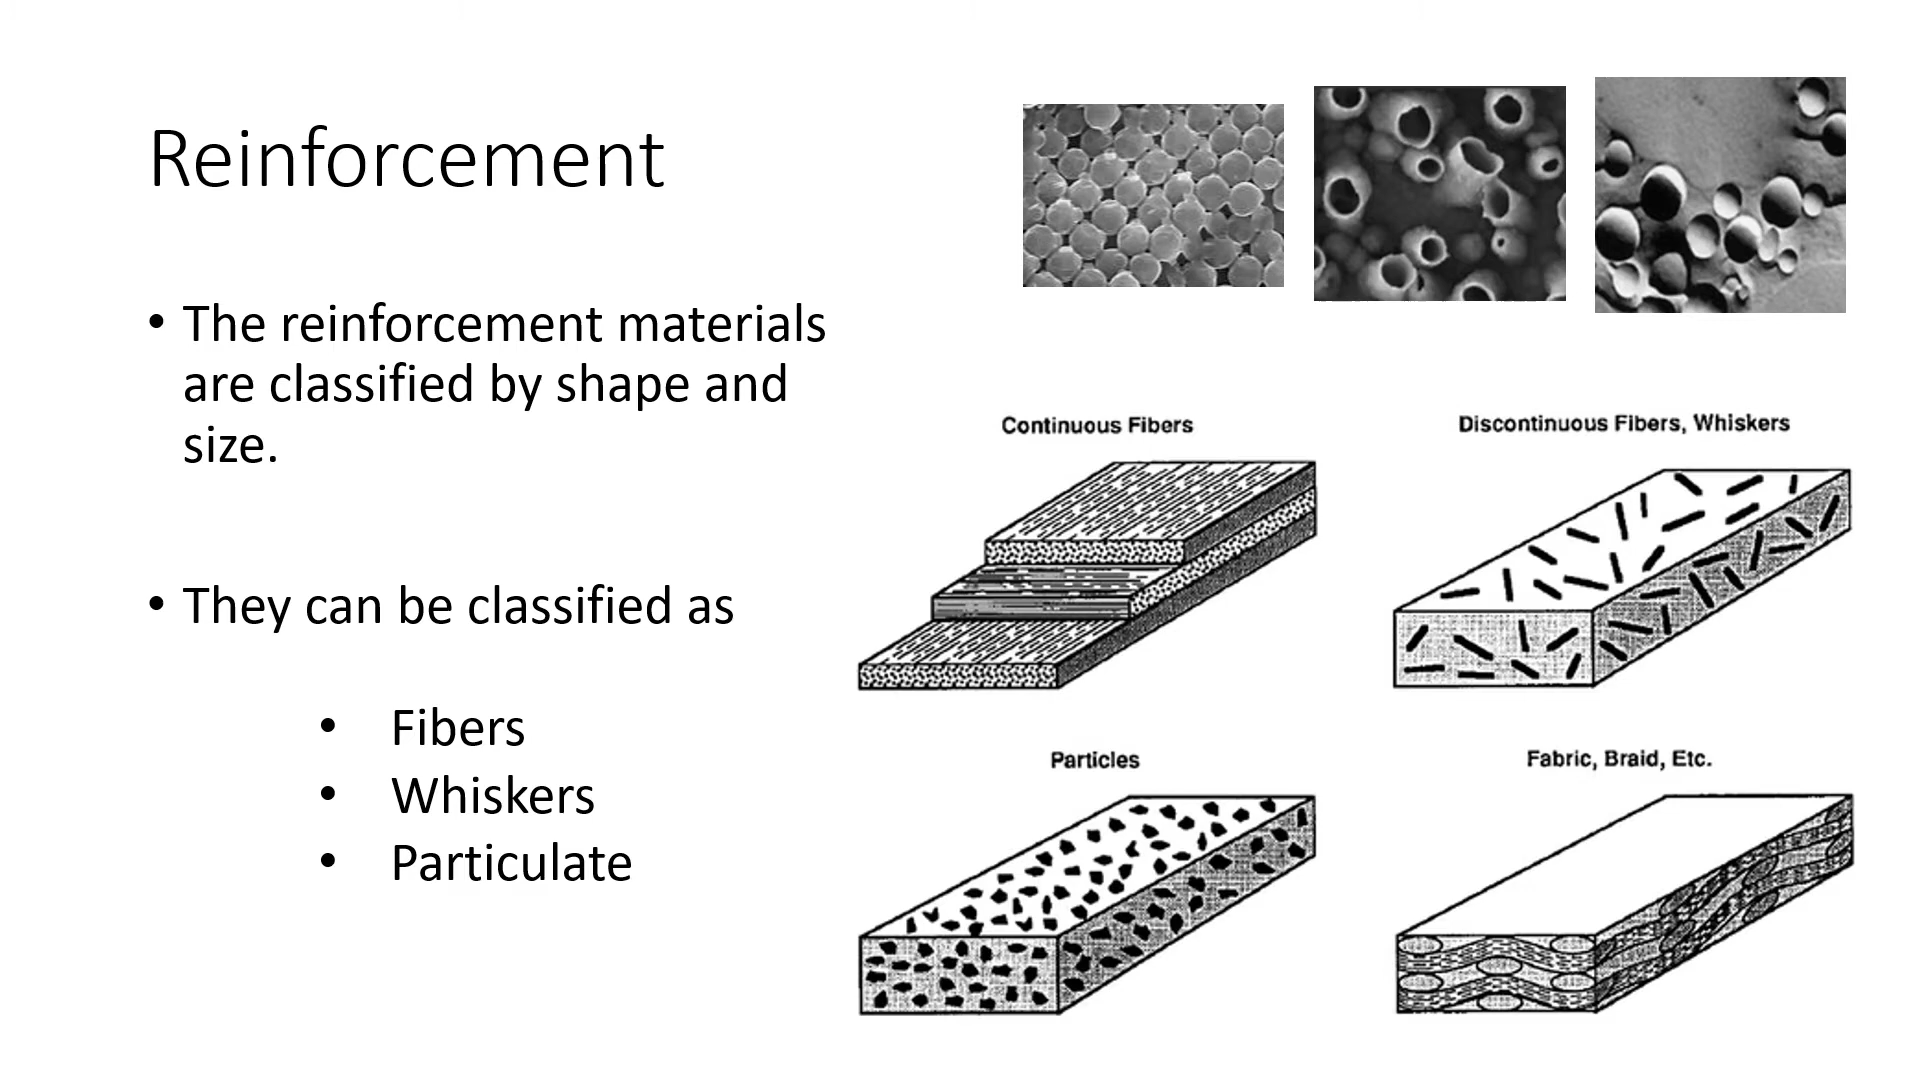 Reinforcement
• The reinforcement materials
are classified by shape and
size.
• They can be classified as
• Fibers
• Whiskers
• Particulate
Continuous Fibers
Discontinuous Fibers, Whiskers
Particles
Fabric, Braid, Etc.